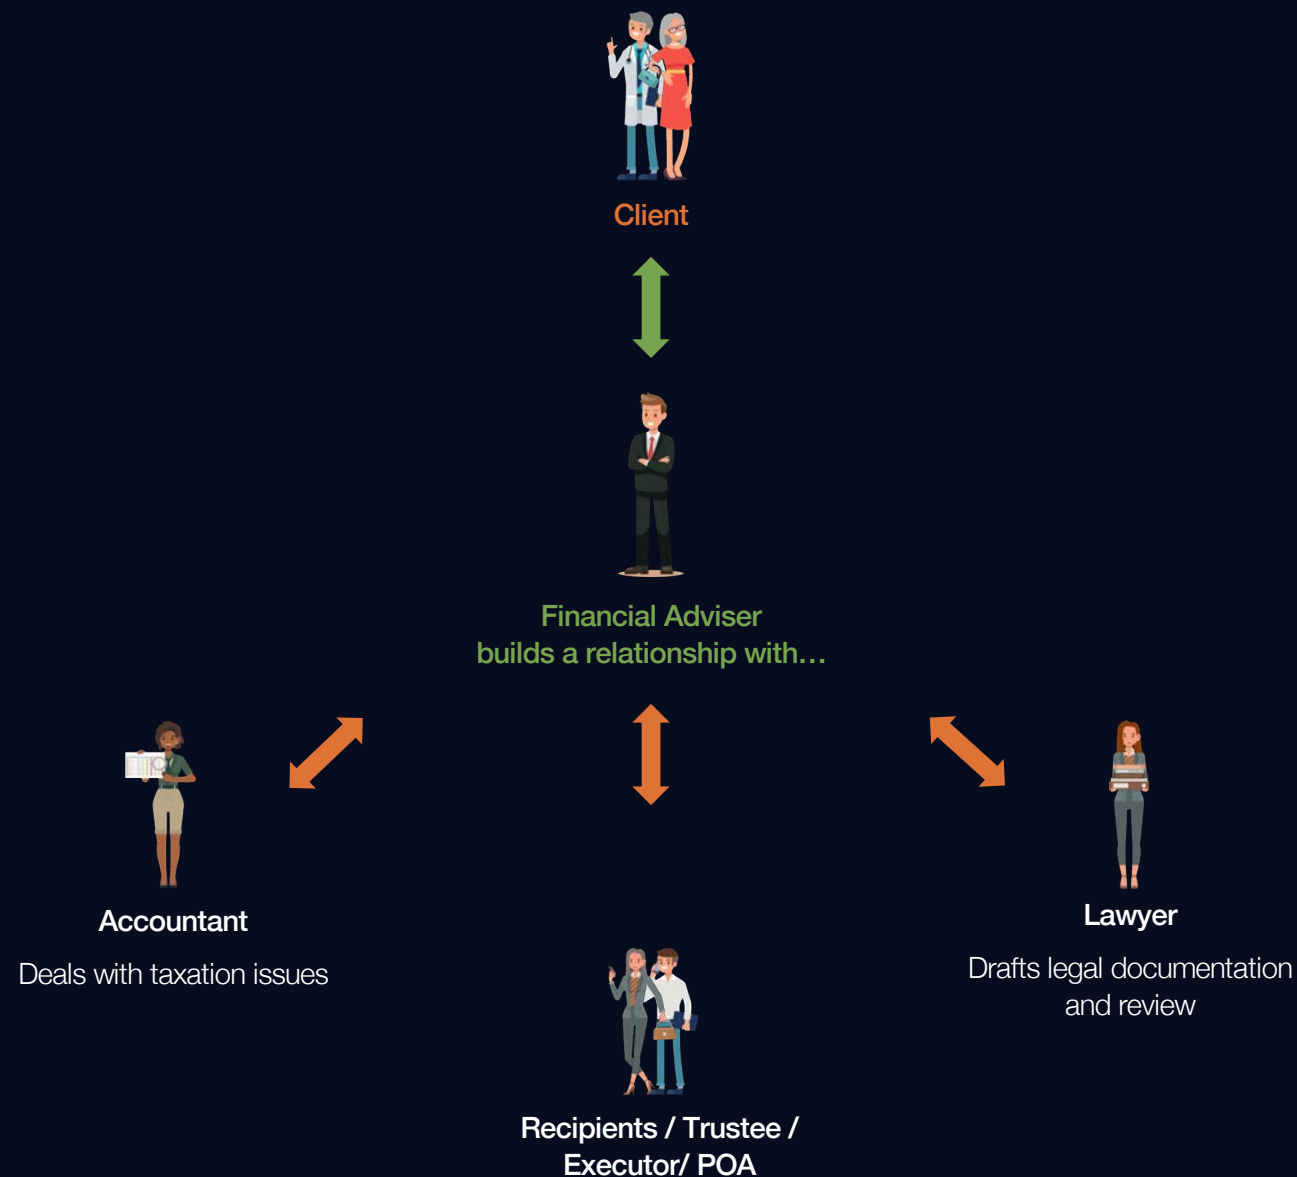 Client
Financial Adviser
builds a relationship with…
Accountant
Deals with taxation issues
Lawyer
Drafts legal documentation
and review
Recipients / Trustee /
Executor/ POA